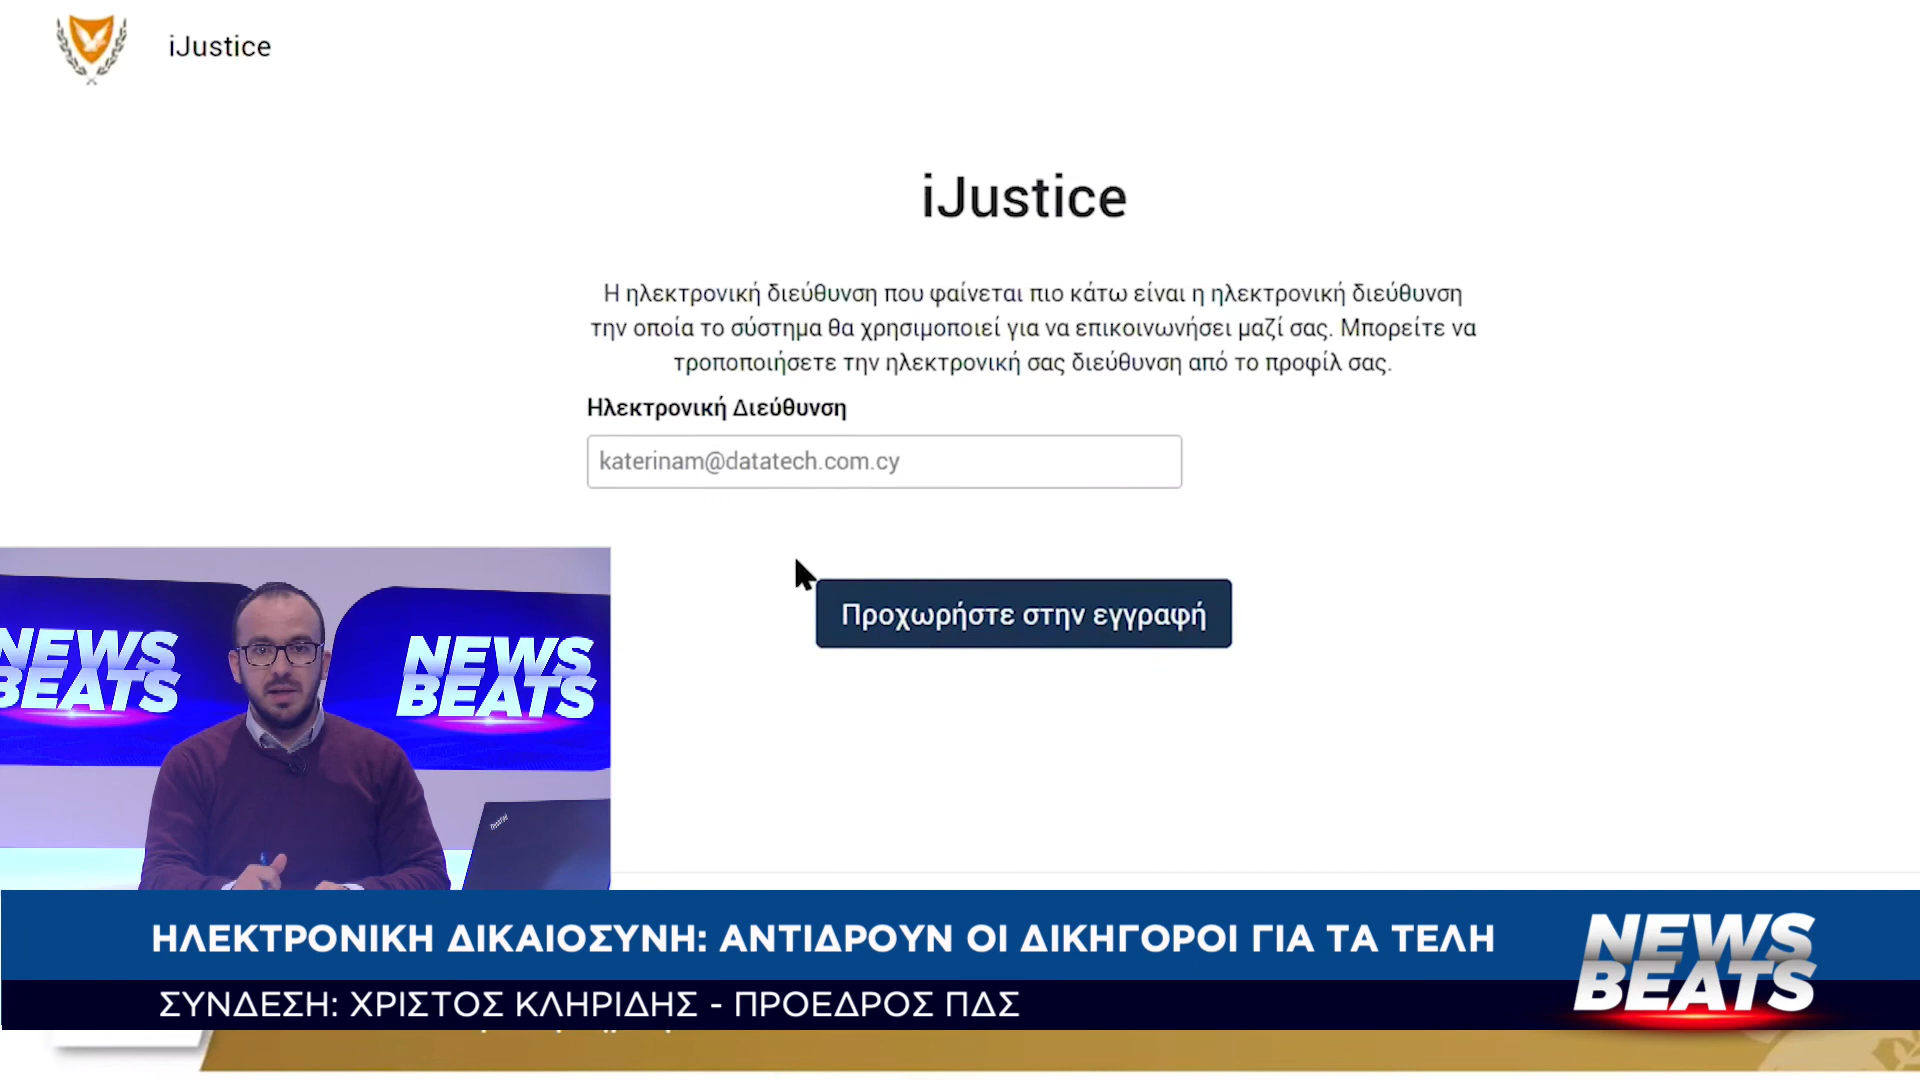 iJustice
iJustice
Η ηλεκτρονική διεύθυνση που φαίνεται πιο κάτω είναι η ηλεκτρονική διεύθυνση
την οποία το σύστημα θα χρησιμοποιεί για να επικοινωνήσει μαζί σας. Μπορείτε να
τροποποιήσετε την ηλεκτρονική σας διεύθυνση από το προφίλ σας.
Ηλεκτρονική Διεύθυνση
katerinam@datatech.com.cy
Προχωρήστε στην εγγραφή
NEWS
BEATS
NEWS
BEATS
ThinkPad
ΗΛΕΚΤΡΟΝΙΚΗ ΔΙΚΑΙΟΣΥΝΗ: ΑΝΤΙΔΡΟΥΝ ΟΙ ΔΙΚΗΓΟΡΟΙ ΓΙΑ ΤΑ ΤΕΛΗ
ΣΥΝΔΕΣΗ: ΧΡΙΣΤΟΣ ΚΛΗΡΙΔΗΣ - ΠΡΟΕΔΡΟΣ ΠΔΣ
NEWS
BEATS